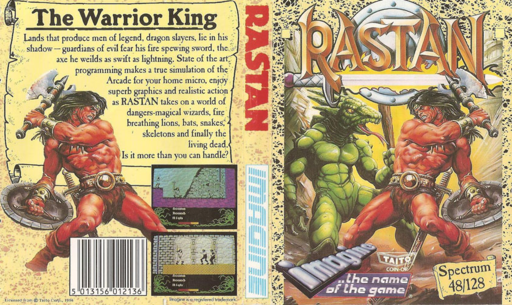 The Warrior King
Lands that produce men of legend, dragon slayers, lie in his
shadow — guardians of evil fear his fire spewing sword, the
axe he weilds as swift as lightning. State of the art
programming makes a true simulation of the
Arcade for your home micro, enjoy
superb graphics and realistic action
as RASTAN takes on a world of
dangers-magical wizards, fire
breathing lions, bats, snakes,
skeletons and finally the
living dead.
Is it more than you can handle?
5 013156 012136
RASTAN
IMAGINE
RASTAN
Imagine
TAITO
COIN-OP
...the name
of the game
Spectrum
48/128